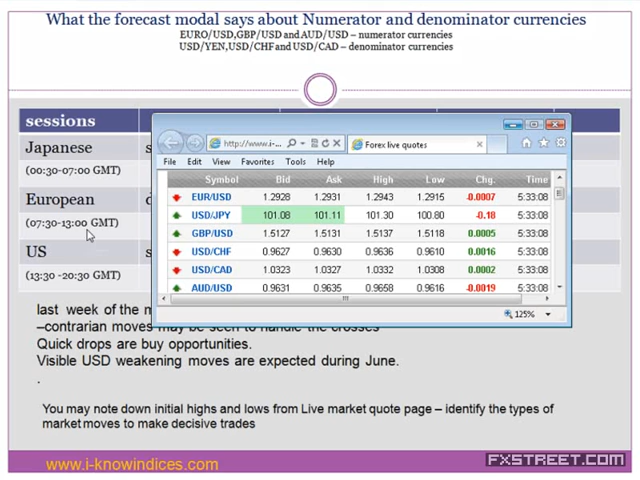 What the forecast modal says about Numerator and denominator currencies
EURO/USD,GBP/USD and AUD/USD – numerator currencies
USD/YEN,USD/CHF and USD/CAD – denominator currencies
sessions
Japanese
(00:30-07:00 GMT)
European
(07:30-13:00 GMT)
US
(13:30 -20:30 GMT)
http://www.i-...
Forex live quotes
File Edit View Favorites Tools Help
Symbol Bid Ask High Low Chg. Time
EUR/USD 1.2928 1.2931 1.2943 1.2915 -0.0007 5:33:08
USD/JPY 101.08 101.11 101.30 100.80 -0.18 5:33:08
GBP/USD 1.5127 1.5131 1.5137 1.5118 0.0005 5:33:08
USD/CHF 0.9627 0.9630 0.9636 0.9610 0.0016 5:33:08
USD/CAD 1.0323 1.0327 1.0332 1.0308 0.0002 5:33:08
AUD/USD 0.9631 0.9635 0.9658 0.9616 -0.0019 5:33:08
125%
last week of the
–contrarian moves may be seen to handle the crosses
Quick drops are buy opportunities.
Visible USD weakening moves are expected during June.
.
You may note down initial highs and lows from Live market quote page – identify the types of
market moves to make decisive trades
www.i-knowindices.com
FXSTREET.COM